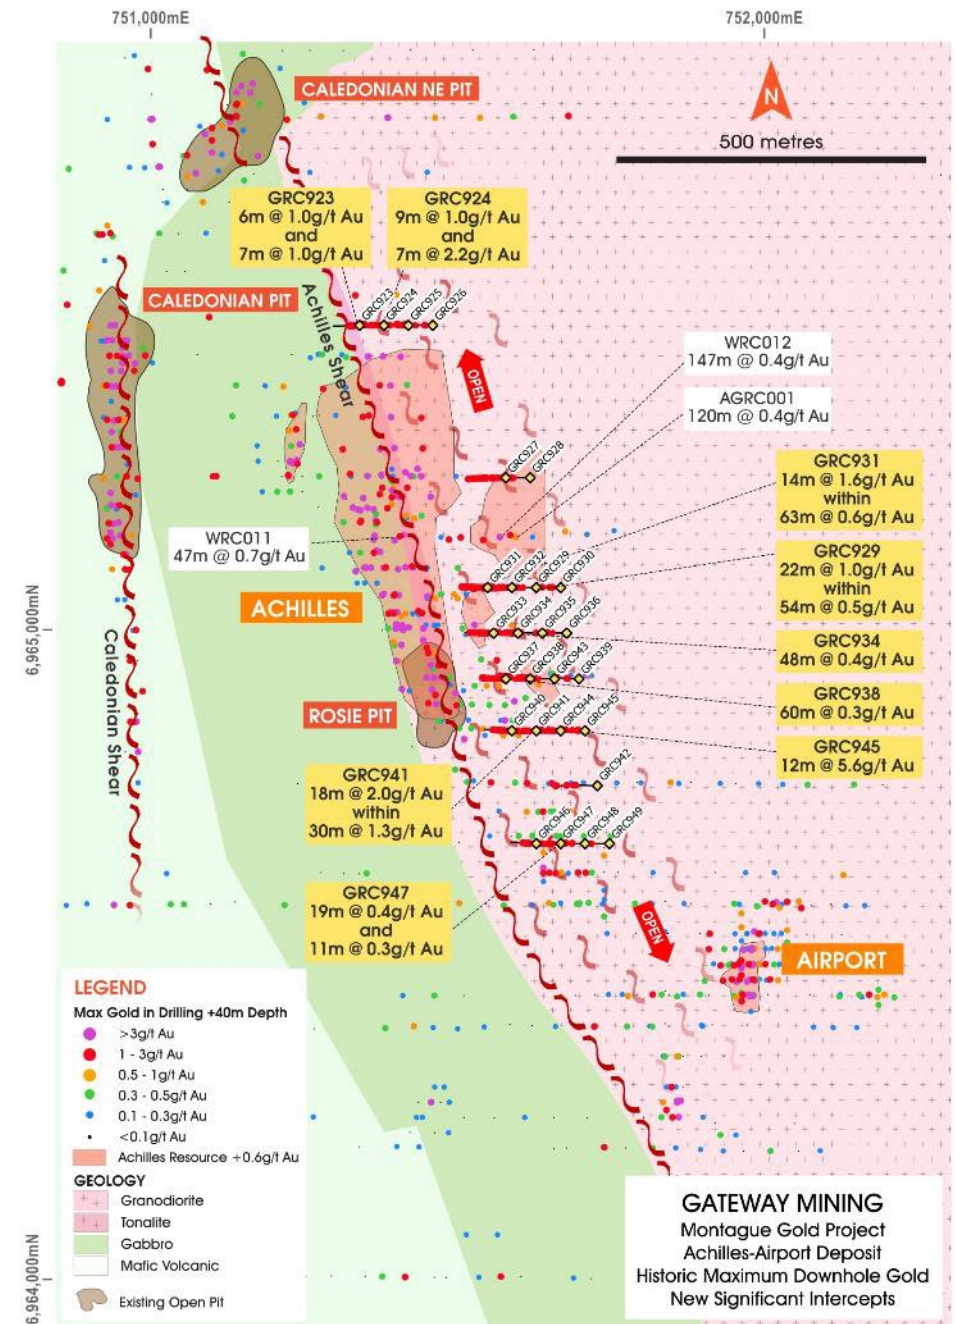 751,000mE
752,000mE
CALEDONIAN NE PIT
N
500 metres
GRC923
6m @ 1.0g/t Au
and
7m @ 1.0g/t Au
GRC924
9m @ 1.0g/t Au
and
7m @ 2.2g/t Au
CALEDONIAN PIT
Achilles Shear
GRC923
GRC924
GRC925
GRC926
OPEN
WRC012
147m @ 0.4g/t Au
AGRC001
120m @ 0.4g/t Au
GRC927
GRC928
GRC931
14m @ 1.6g/t Au
within
63m @ 0.6g/t Au
WRC011
47m @ 0.7g/t Au
GRC931
GRC932
GRC929
GRC930
GRC929
22m @ 1.0g/t Au
within
54m @ 0.5g/t Au
ACHILLES
GRC933
GRC934
GRC935
GRC936
6,965,000mN
GRC934
48m @ 0.4g/t Au
Caledonian Shear
GRC937
GRC938
GRC943
GRC939
GRC938
60m @ 0.3g/t Au
ROSIE PIT
GRC940
GRC941
GRC944
GRC945
GRC945
12m @ 5.6g/t Au
GRC941
18m @ 2.0g/t Au
within
30m @ 1.3g/t Au
GRC942
GRC946
GRC947
GRC948
GRC949
GRC947
19m @ 0.4g/t Au
and
11m @ 0.3g/t Au
OPEN
AIRPORT
LEGEND
Max Gold in Drilling +40m Depth
>3g/t Au
1 - 3g/t Au
0.5 - 1g/t Au
0.3 - 0.5g/t Au
0.1 - 0.3g/t Au
<0.1g/t Au
Achilles Resource +0.6g/t Au
GEOLOGY
Granodiorite
Tonalite
Gabbro
Mafic Volcanic
Existing Open Pit
6,964,000mN
GATEWAY MINING
Montague Gold Project
Achilles-Airport Deposit
Historic Maximum Downhole Gold
New Significant Intercepts